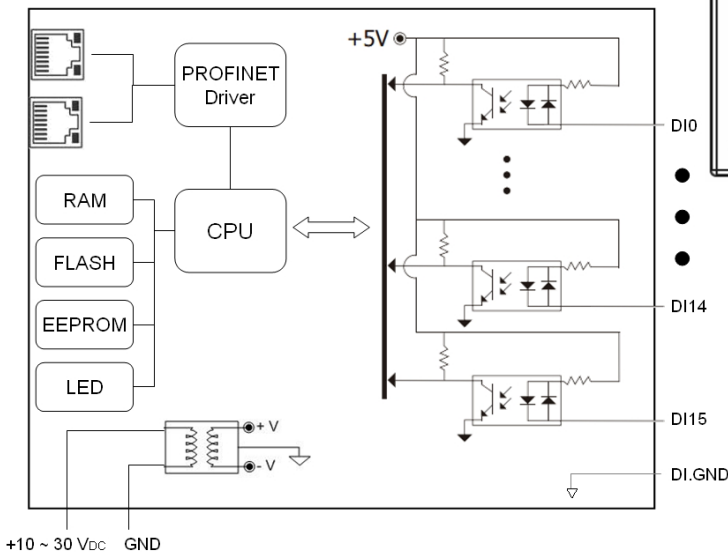 +5V
PROFINET
Driver
DI0
RAM
CPU
FLASH
DI14
EEPROM
LED
DI15
+ V
- V
DI.GND
+10 ~ 30 VDC GND